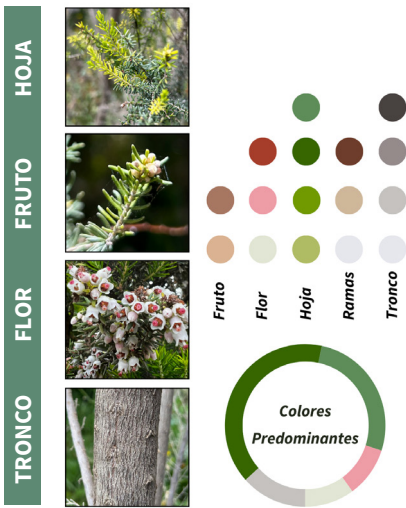 HOJA
FRUTO
FLOR
TRONCO
Fruto
Flor
Hoja
Ramas
Tronco
Colores
Predominantes